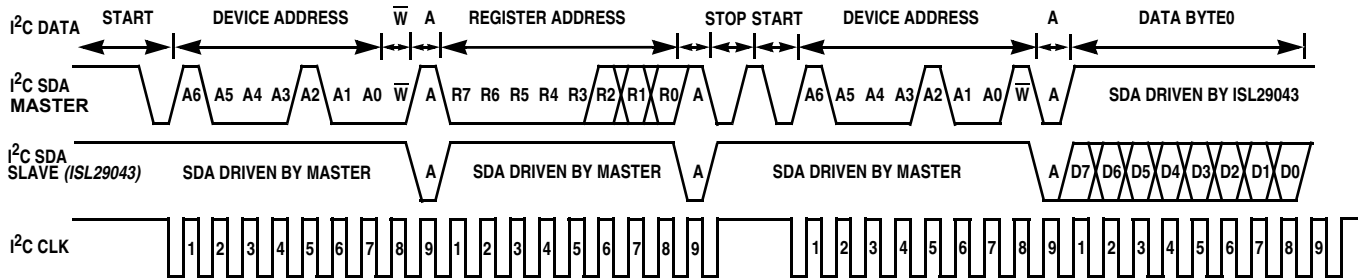 I²C DATA START DEVICE ADDRESS W̅ A REGISTER ADDRESS STOP START DEVICE ADDRESS A DATA BYTE0
I²C SDA
MASTER
A6 A5 A4 A3 A2 A1 A0 W̅ A R7 R6 R5 R4 R3 R2 R1 R0 A A6 A5 A4 A3 A2 A1 A0 W̅ A SDA DRIVEN BY ISL29043
I²C SDA
SLAVE (ISL29043)
SDA DRIVEN BY MASTER A SDA DRIVEN BY MASTER A SDA DRIVEN BY MASTER A D7 D6 D5 D4 D3 D2 D1 D0
I²C CLK 1 2 3 4 5 6 7 8 9 1 2 3 4 5 6 7 8 9 1 2 3 4 5 6 7 8 9 1 2 3 4 5 6 7 8 9